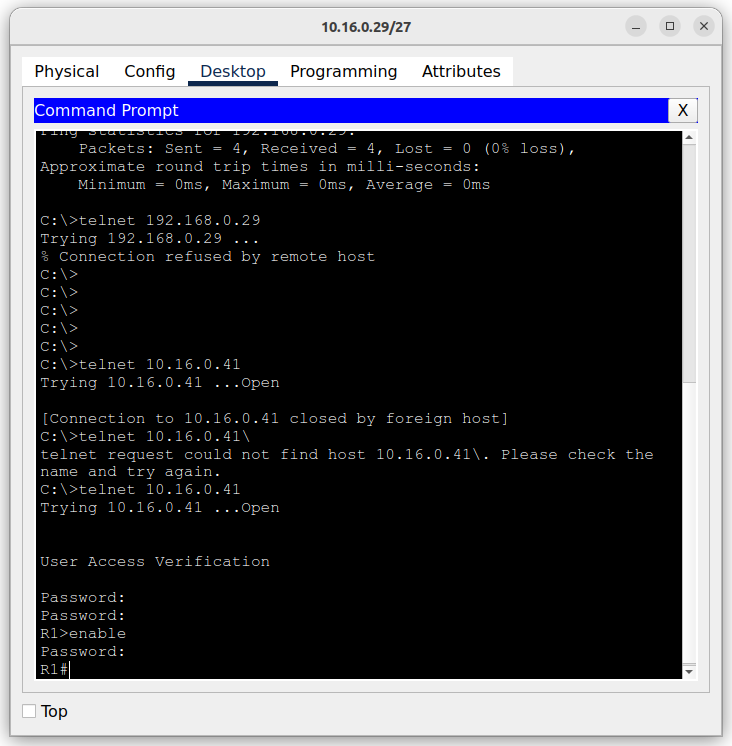 10.16.0.29/27
Physical Config Desktop Programming Attributes
Command Prompt X
Ping statistics for 192.168.0.29:
Packets: Sent = 4, Received = 4, Lost = 0 (0% loss),
Approximate round trip times in milli-seconds:
Minimum = 0ms, Maximum = 0ms, Average = 0ms
C:\>telnet 192.168.0.29
Trying 192.168.0.29 ...
% Connection refused by remote host
C:\>
C:\>
C:\>
C:\>
C:\>
C:\>telnet 10.16.0.41
Trying 10.16.0.41 ...Open
[Connection to 10.16.0.41 closed by foreign host]
C:\>telnet 10.16.0.41\
telnet request could not find host 10.16.0.41\. Please check the
name and try again.
C:\>telnet 10.16.0.41
Trying 10.16.0.41 ...Open
User Access Verification
Password:
Password:
R1>enable
Password:
R1#
Top